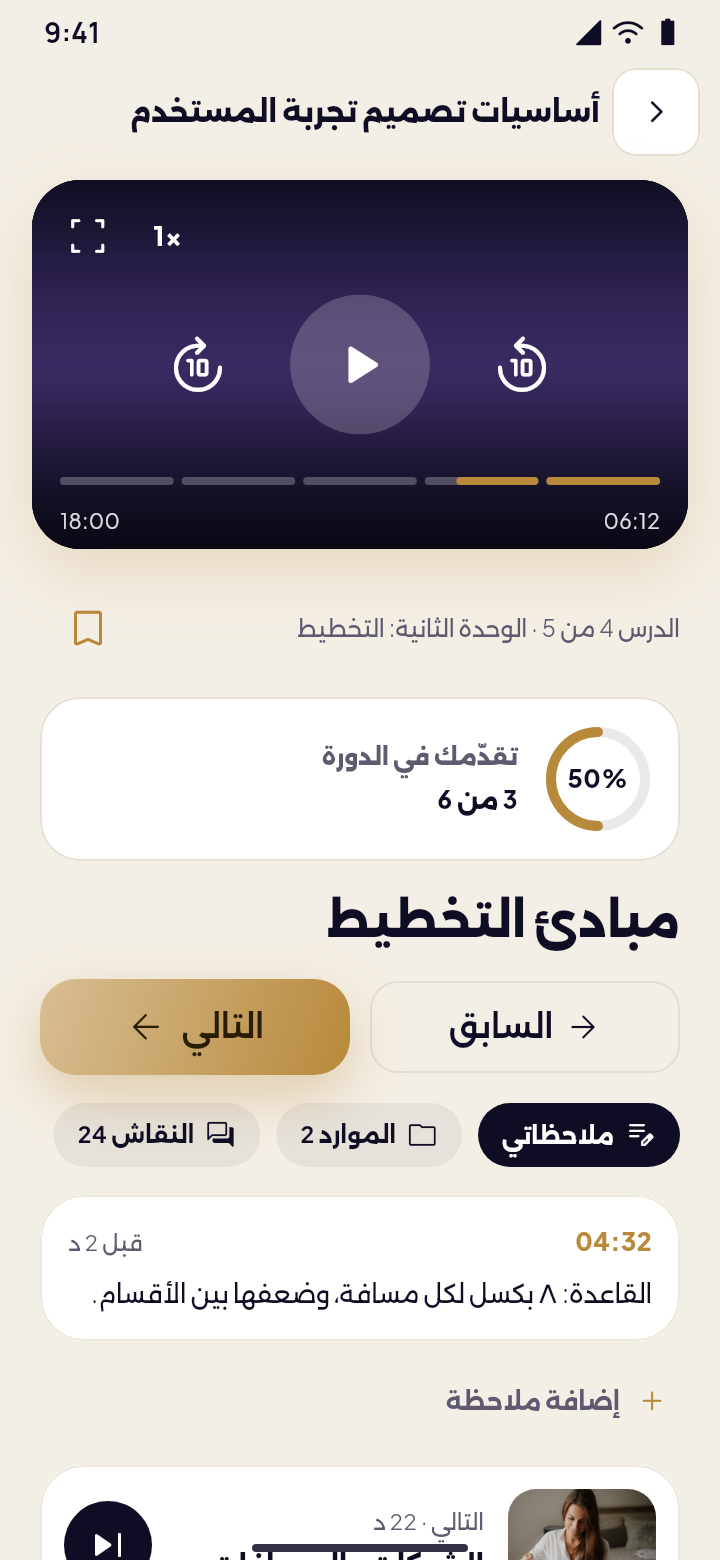 9:41
أساسيات تصميم تجربة المستخدم
1×
10
10
06:12
18:00
الدرس 4 من 5 · الوحدة الثانية: التخطيط
50%
تقدّمك في الدورة
3 من 6
مبادئ التخطيط
السابق
التالي
ملاحظاتي
الموارد 2
النقاش 24
04:32
قبل 2 د
القاعدة: ٨ بكسل لكل مسافة، وضعفها بين الأقسام.
إضافة ملاحظة
التالي · 22 د